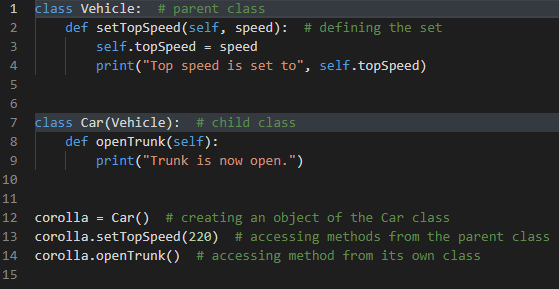 1 class Vehicle:  # parent class
2     def setTopSpeed(self, speed):  # defining the set
3         self.topSpeed = speed
4         print("Top speed is set to", self.topSpeed)
5
6
7 class Car(Vehicle):  # child class
8     def openTrunk(self):
9         print("Trunk is now open.")
10
11
12 corolla = Car()  # creating an object of the Car class
13 corolla.setTopSpeed(220)  # accessing methods from the parent class
14 corolla.openTrunk()  # accessing method from its own class
15